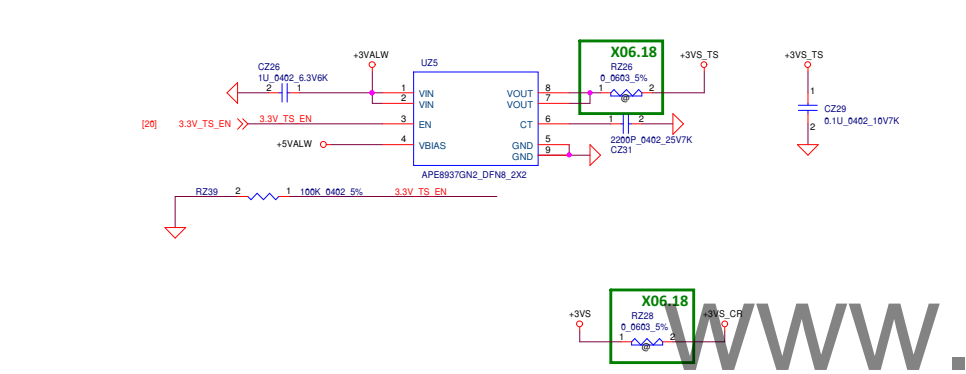 X06.18
+3VALW
UZ5
RZ26
+3VS_TS
+3VS_TS
CZ26
1U_0402_6.3V6K
0_0603_5%
2 1
1 VIN
2 VIN
VOUT 8
VOUT 7
1 2
@
1
CZ29
0.1U_0402_10V7K
2
[20] 3.3V_TS_EN
3.3V_TS_EN
3 EN
CT 6
1 2
2200P_0402_25V7K
CZ31
+5VALW
4 VBIAS
GND 5
GND 9
APE8937GN2_DFN8_2X2
RZ39 2 1 100K_0402_5% 3.3V_TS_EN
X06.18
+3VS
RZ28
+3VS_CR
0_0603_5%
1 2
@
www.